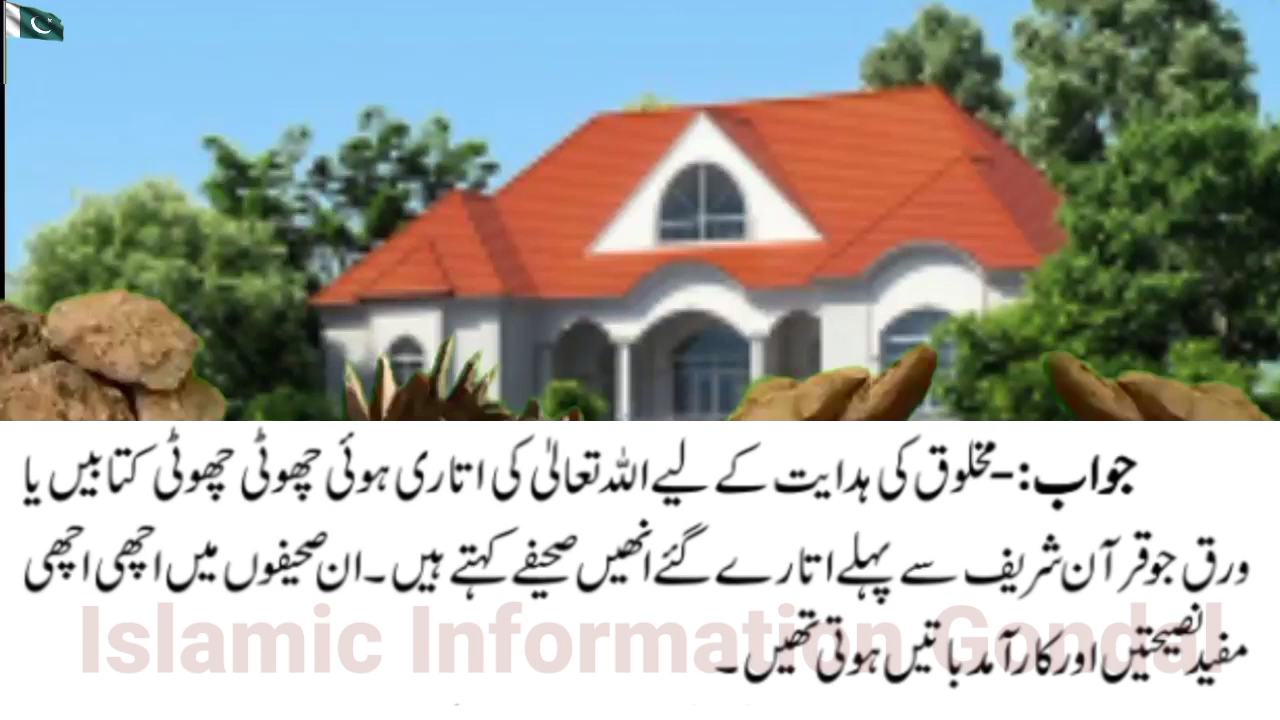 جواب:-مخلوق کی ہدایت کے لیے اللہ تعالیٰ کی اتاری ہوئی چھوٹی چھوٹی کتابیں یا
ورق جو قرآن شریف سے پہلے اتارے گئے انھیں صحیفے کہتے ہیں۔ ان صحیفوں میں اچھی اچھی
مفید نصیحتیں اور کارآمد باتیں ہوتی تھیں۔
Islamic Information Gondal